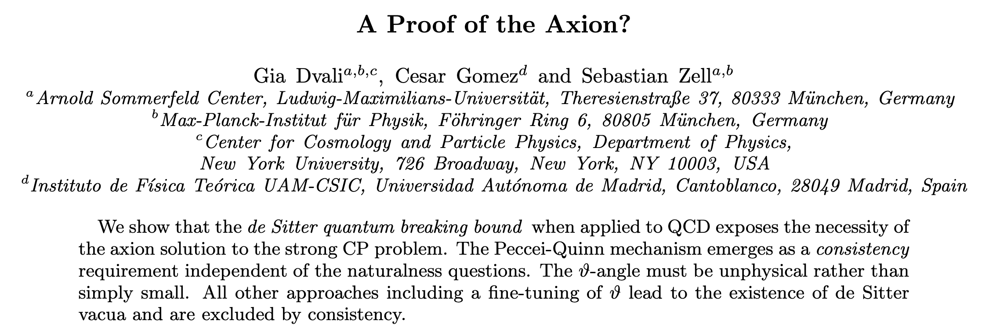 A Proof of the Axion?
Gia Dvali^a,b,c, Cesar Gomez^d and Sebastian Zell^a,b
^a Arnold Sommerfeld Center, Ludwig-Maximilians-Universität, Theresienstraße 37, 80333 München, Germany
^b Max-Planck-Institut für Physik, Föhringer Ring 6, 80805 München, Germany
^c Center for Cosmology and Particle Physics, Department of Physics,
New York University, 726 Broadway, New York, NY 10003, USA
^d Instituto de Física Teórica UAM-CSIC, Universidad Autónoma de Madrid, Cantoblanco, 28049 Madrid, Spain
We show that the de Sitter quantum breaking bound when applied to QCD exposes the necessity of
the axion solution to the strong CP problem. The Peccei-Quinn mechanism emerges as a consistency
requirement independent of the naturalness questions. The ϑ-angle must be unphysical rather than
simply small. All other approaches including a fine-tuning of ϑ lead to the existence of de Sitter
vacua and are excluded by consistency.